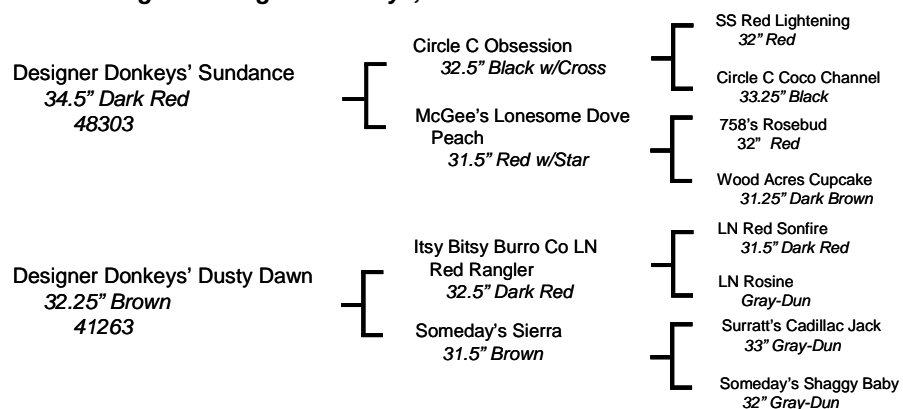 Designer Donkeys' Sundance
34.5" Dark Red
48303
Circle C Obsession
32.5" Black w/Cross
McGee's Lonesome Dove
Peach
31.5" Red w/Star
SS Red Lightening
32" Red
Circle C Coco Channel
33.25" Black
758's Rosebud
32" Red
Wood Acres Cupcake
31.25" Dark Brown
Designer Donkeys' Dusty Dawn
32.25" Brown
41263
Itsy Bitsy Burro Co LN
Red Rangler
32.5" Dark Red
Someday's Sierra
31.5" Brown
LN Red Sonfire
31.5" Dark Red
LN Rosine
Gray-Dun
Surratt's Cadillac Jack
33" Gray-Dun
Someday's Shaggy Baby
32" Gray-Dun